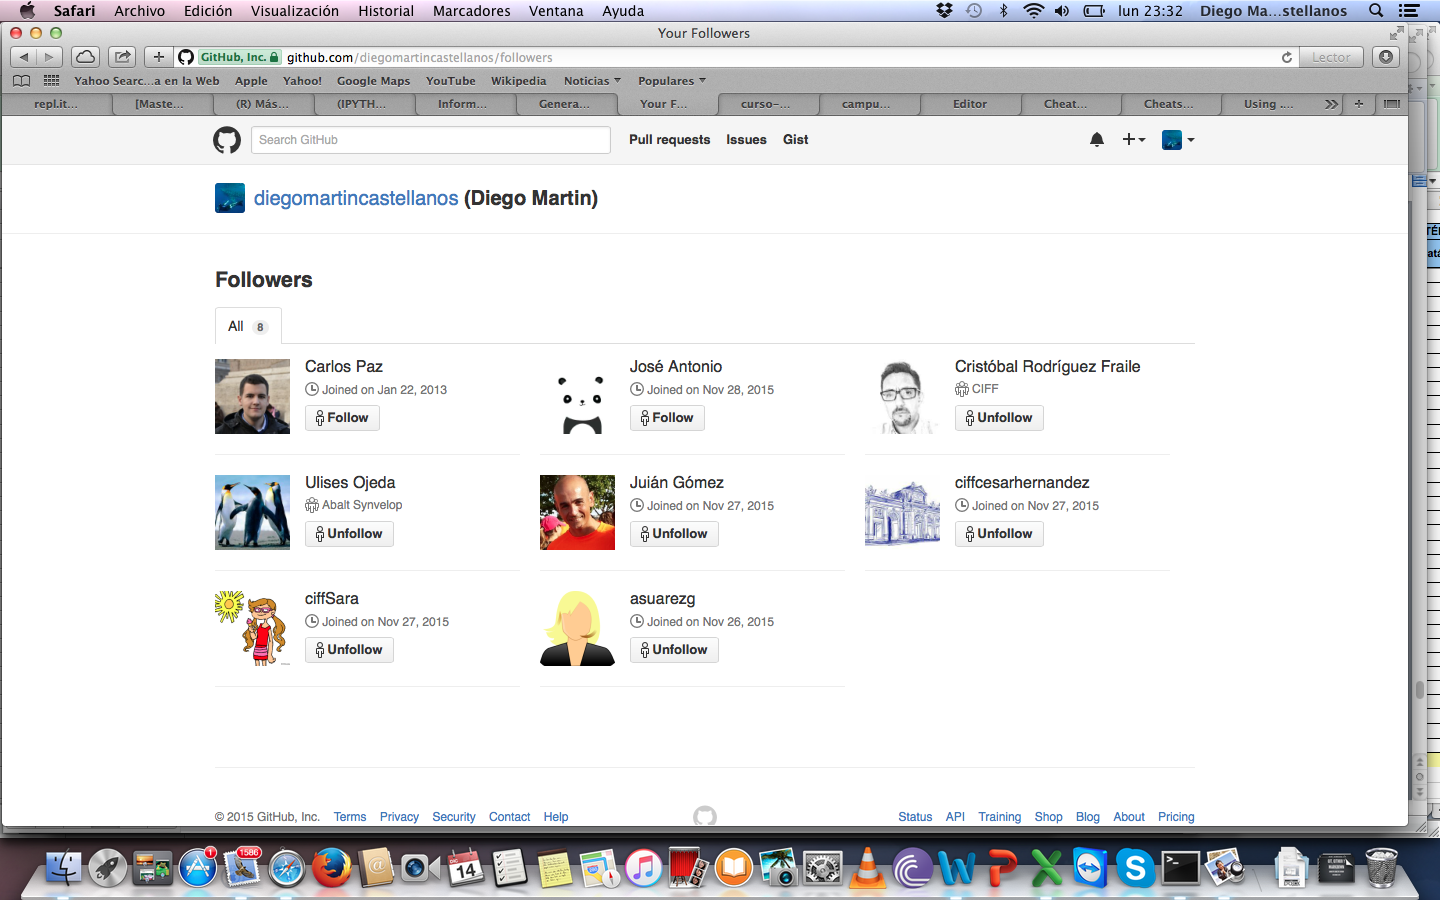 Safari Archivo Edición Visualización Historial Marcadores Ventana Ayuda lun 23:32 Diego Ma...stellanos
Your Followers
GitHub, Inc. github.com/diegomartincastellanos/followers Lector
Yahoo Searc...a en la Web Apple Yahoo! Google Maps YouTube Wikipedia Noticias Populares
repl.it... [Maste... (R) Más... (IPYTH... Inform... Genera... Your F... curso-... campu... Editor Cheat... Cheats... Using ....
Search GitHub Pull requests Issues Gist
diegomartincastellanos (Diego Martin)
Followers
All 8
Carlos Paz
Joined on Jan 22, 2013
Follow
José Antonio
Joined on Nov 28, 2015
Follow
Cristóbal Rodríguez Fraile
CIFF
Unfollow
Ulises Ojeda
Abalt Synvelop
Unfollow
Juián Gómez
Joined on Nov 27, 2015
Unfollow
ciffcesarhernandez
Joined on Nov 27, 2015
Unfollow
ciffSara
Joined on Nov 27, 2015
Unfollow
asuarezg
Joined on Nov 26, 2015
Unfollow
© 2015 GitHub, Inc. Terms Privacy Security Contact Help Status API Training Shop Blog About Pricing
1
1586
DIC
14